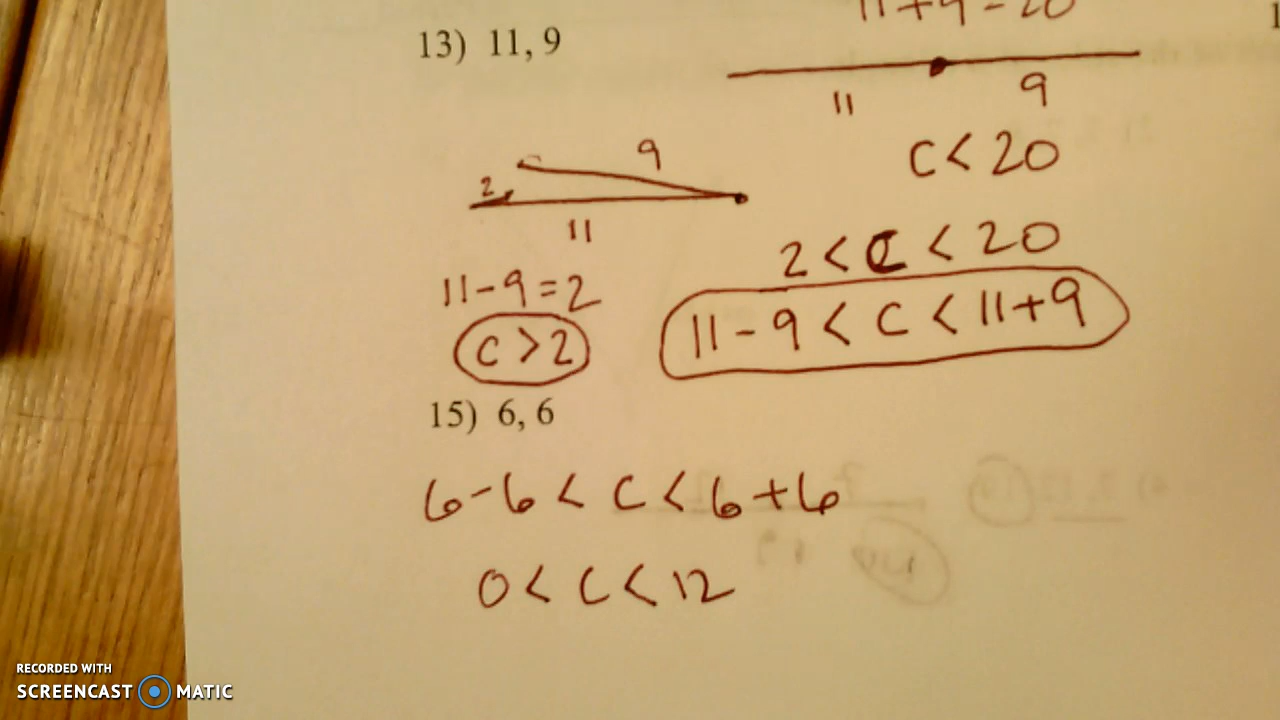 11+9=20
13) 11, 9
11 9
C < 20
9
2
11
2 < C < 20
11-9=2
11-9 < C < 11+9
C > 2
15) 6, 6
6-6 < C < 6+6
0 < C < 12
RECORDED WITH
SCREENCAST MATIC